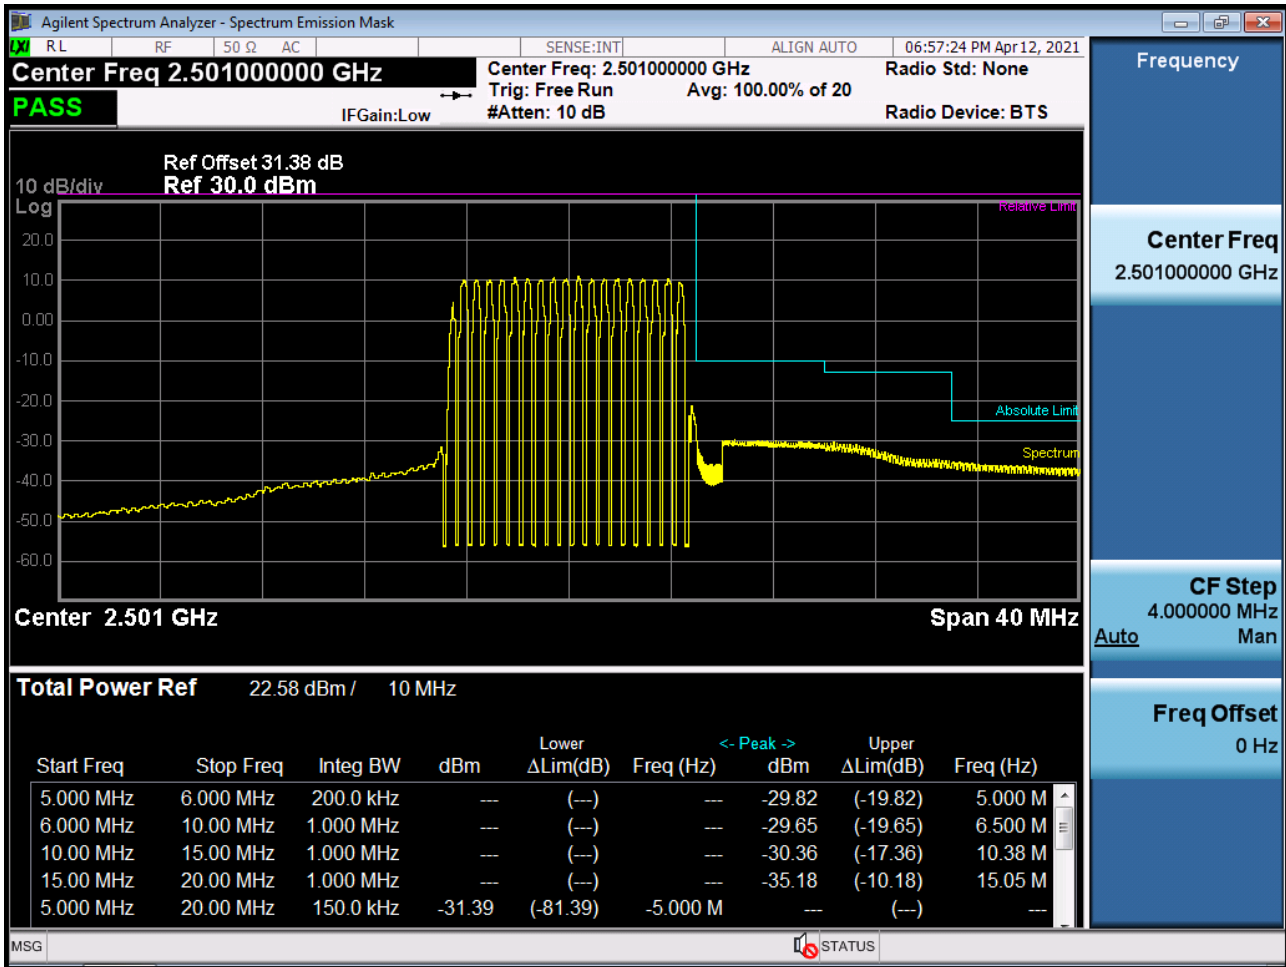 Agilent Spectrum Analyzer - Spectrum Emission Mask
LXI RL RF 50 Ω AC SENSE:INT ALIGN AUTO 06:57:24 PM Apr 12, 2021
Center Freq 2.501000000 GHz
PASS
IFGain:Low
Center Freq: 2.501000000 GHz
Trig: Free Run Avg: 100.00% of 20
#Atten: 10 dB
Radio Std: None
Radio Device: BTS
Ref Offset 31.38 dB
10 dB/div Ref 30.0 dBm
Log
Relative Limit
20.0
10.0
0.00
-10.0
-20.0
Absolute Limit
-30.0
Spectrum
-40.0
-50.0
-60.0
Center 2.501 GHz Span 40 MHz
Total Power Ref 22.58 dBm / 10 MHz
Lower <- Peak -> Upper
Start Freq Stop Freq Integ BW dBm ΔLim(dB) Freq (Hz) dBm ΔLim(dB) Freq (Hz)
5.000 MHz 6.000 MHz 200.0 kHz --- (---) --- -29.82 (-19.82) 5.000 M
6.000 MHz 10.00 MHz 1.000 MHz --- (---) --- -29.65 (-19.65) 6.500 M
10.00 MHz 15.00 MHz 1.000 MHz --- (---) --- -30.36 (-17.36) 10.38 M
15.00 MHz 20.00 MHz 1.000 MHz --- (---) --- -35.18 (-10.18) 15.05 M
5.000 MHz 20.00 MHz 150.0 kHz -31.39 (-81.39) -5.000 M --- (---) ---
MSG STATUS
Frequency
Center Freq
2.501000000 GHz
CF Step
4.000000 MHz
Auto Man
Freq Offset
0 Hz